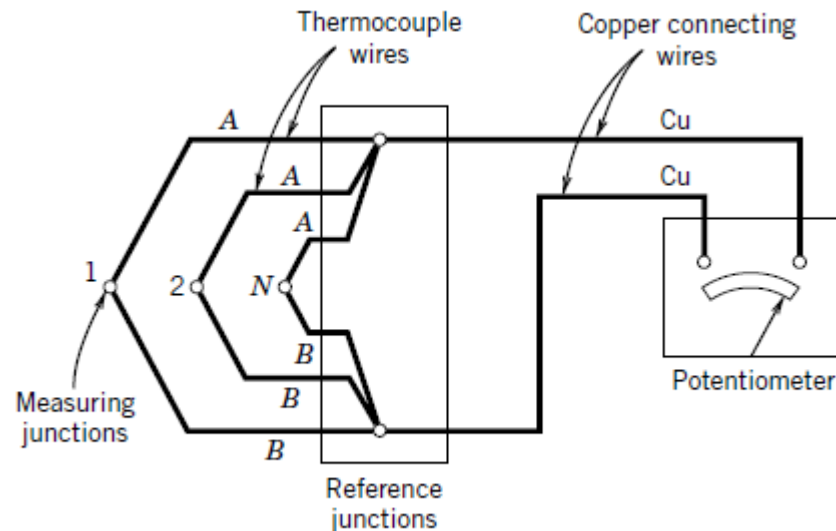 Thermocouple
wires
Copper connecting
wires
A
Cu
A
Cu
A
1
2
N
B
B
B
Measuring
junctions
Potentiometer
Reference
junctions